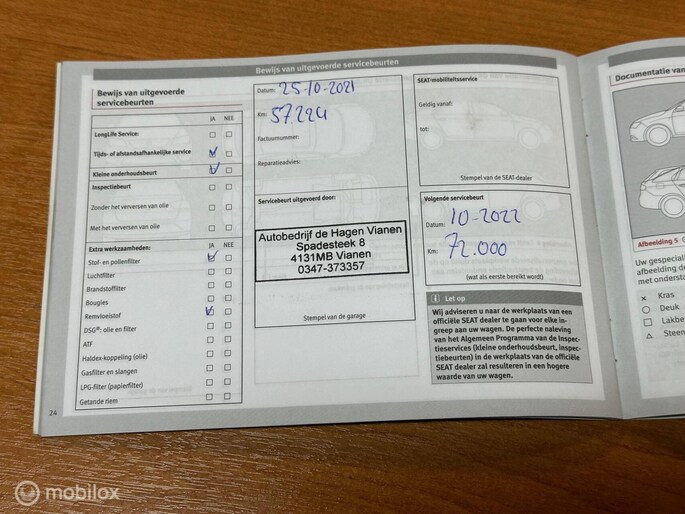 Bewijs van uitgevoerde servicebeurten
Bewijs van uitgevoerde
servicebeurten
JA NEE
LongLife Service:
Tijds- of afstandsafhankelijke service
Kleine onderhoudsbeurt
Inspectiebeurt
Zonder het verversen van olie
Met het verversen van olie
Extra werkzaamheden: JA NEE
Stof- en pollenfilter
Luchtfilter
Brandstoffilter
Bougies
Remvloeistof
DSG®: olie en filter
ATF
Haldex-koppeling (olie)
Gasfilter en slangen
LPG-filter (papierfilter)
Getande riem
24
Datum: 25-10-2021
Km: 57.224
Factuurnummer:
Reparatieadvies:
Servicebeurt uitgevoerd door:
Autobedrijf de Hagen Vianen
Spadesteek 8
4131MB Vianen
0347-373357
Stempel van de garage
SEAT-mobiliteitsservice
Geldig vanaf:
tot:
Stempel van de SEAT-dealer
Volgende servicebeurt
Datum: 10-2022
Km: 72.000
(wat als eerste bereikt wordt)
Let op
Wij adviseren u naar de werkplaats van een
officiële SEAT dealer te gaan voor elke in-
greep aan uw wagen. De perfecte naleving
van het Algemeen Programma van de Inspec-
tieservices (kleine onderhoudsbeurt, inspec-
tiebeurten) in de werkplaats van de officiële
SEAT dealer zal resulteren in een hogere
waarde van uw wagen.
Documentatie van
Afbeelding 5 G
Uw gespecial
afbeelding de
met onderstaa
× Kras
Deuk
Lakbe
Steen
mobilox